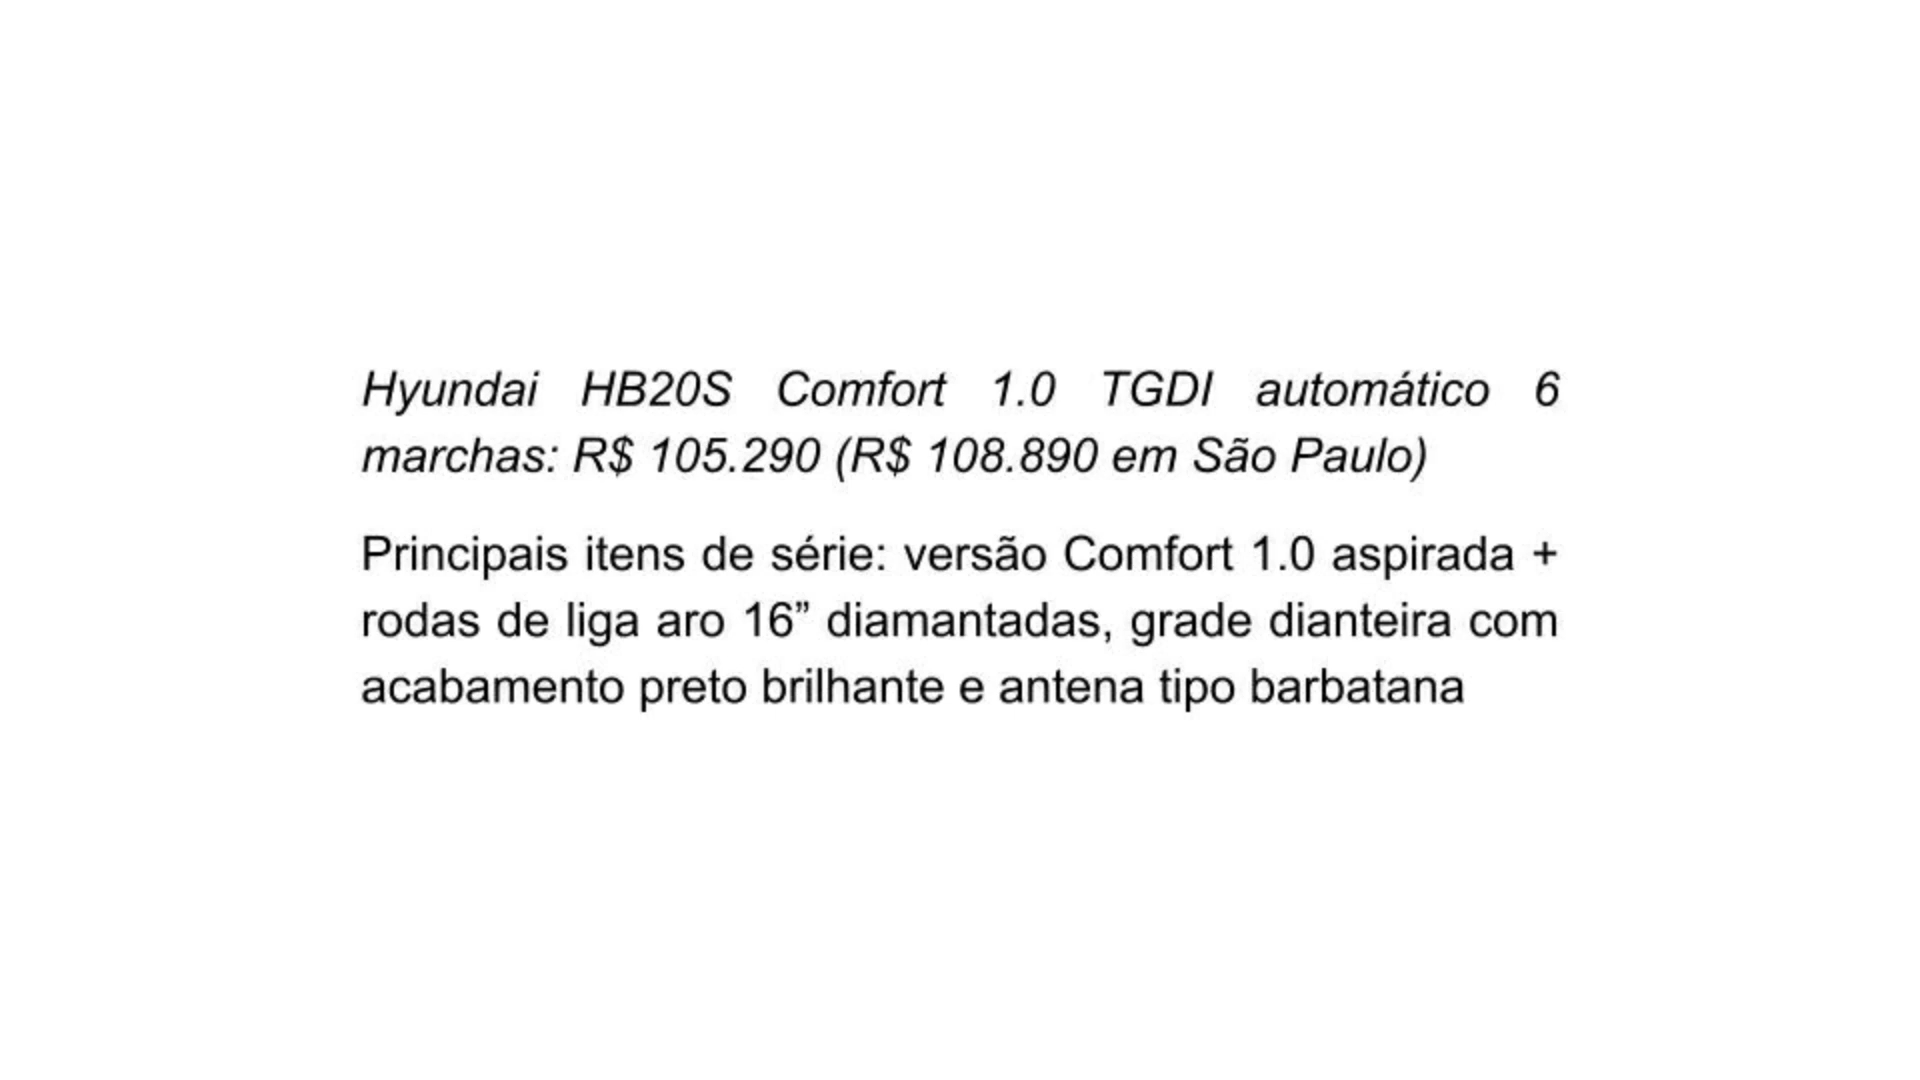 Hyundai HB20S Comfort 1.0 TGDI automático 6
marchas: R$ 105.290 (R$ 108.890 em São Paulo)
Principais itens de série: versão Comfort 1.0 aspirada +
rodas de liga aro 16” diamantadas, grade dianteira com
acabamento preto brilhante e antena tipo barbatana